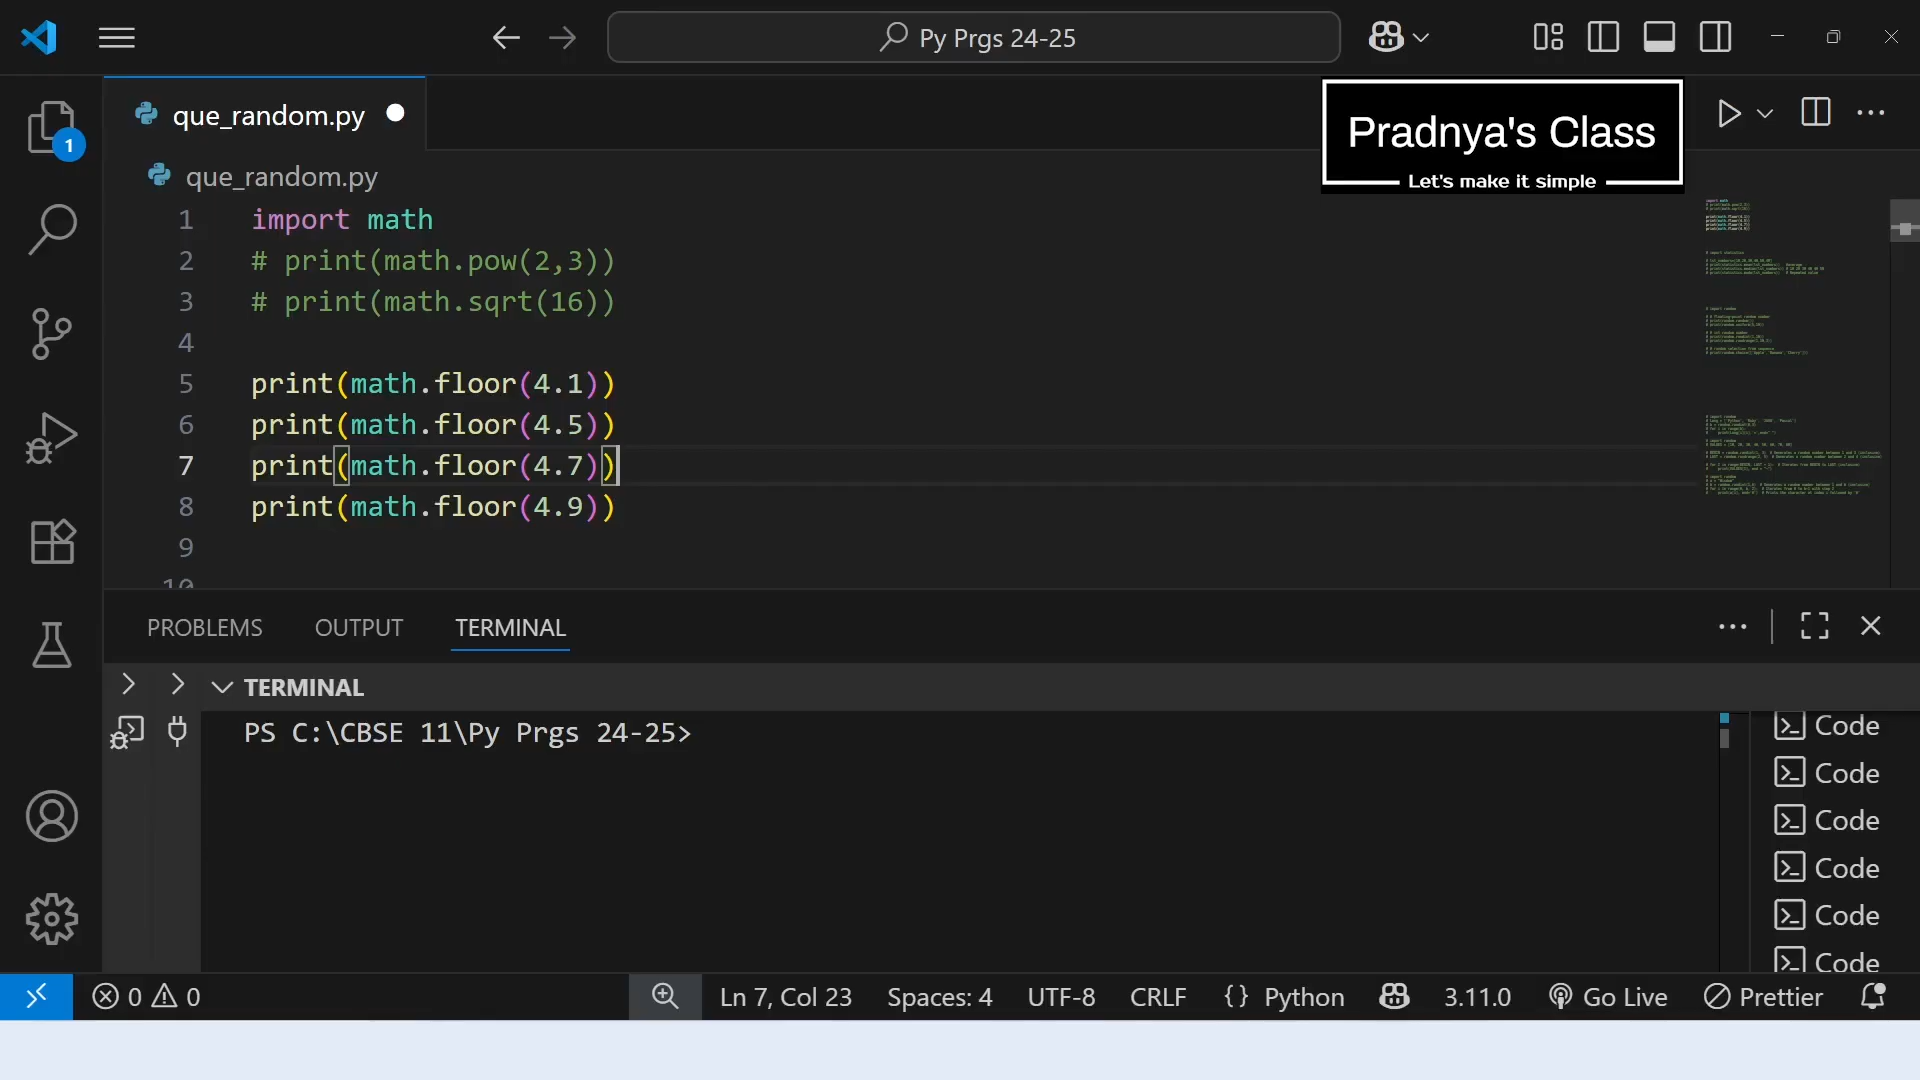 Py Prgs 24-25
que_random.py
Pradnya's Class
Let's make it simple
1
que_random.py
1 import math
2 # print(math.pow(2,3))
3 # print(math.sqrt(16))
4
5 print(math.floor(4.1))
6 print(math.floor(4.5))
7 print(math.floor(4.7))
8 print(math.floor(4.9))
9
10
PROBLEMS OUTPUT TERMINAL
TERMINAL
PS C:\CBSE 11\Py Prgs 24-25>
Code
Code
Code
Code
Code
Code
0 0 Ln 7, Col 23 Spaces: 4 UTF-8 CRLF {} Python 3.11.0 Go Live Prettier